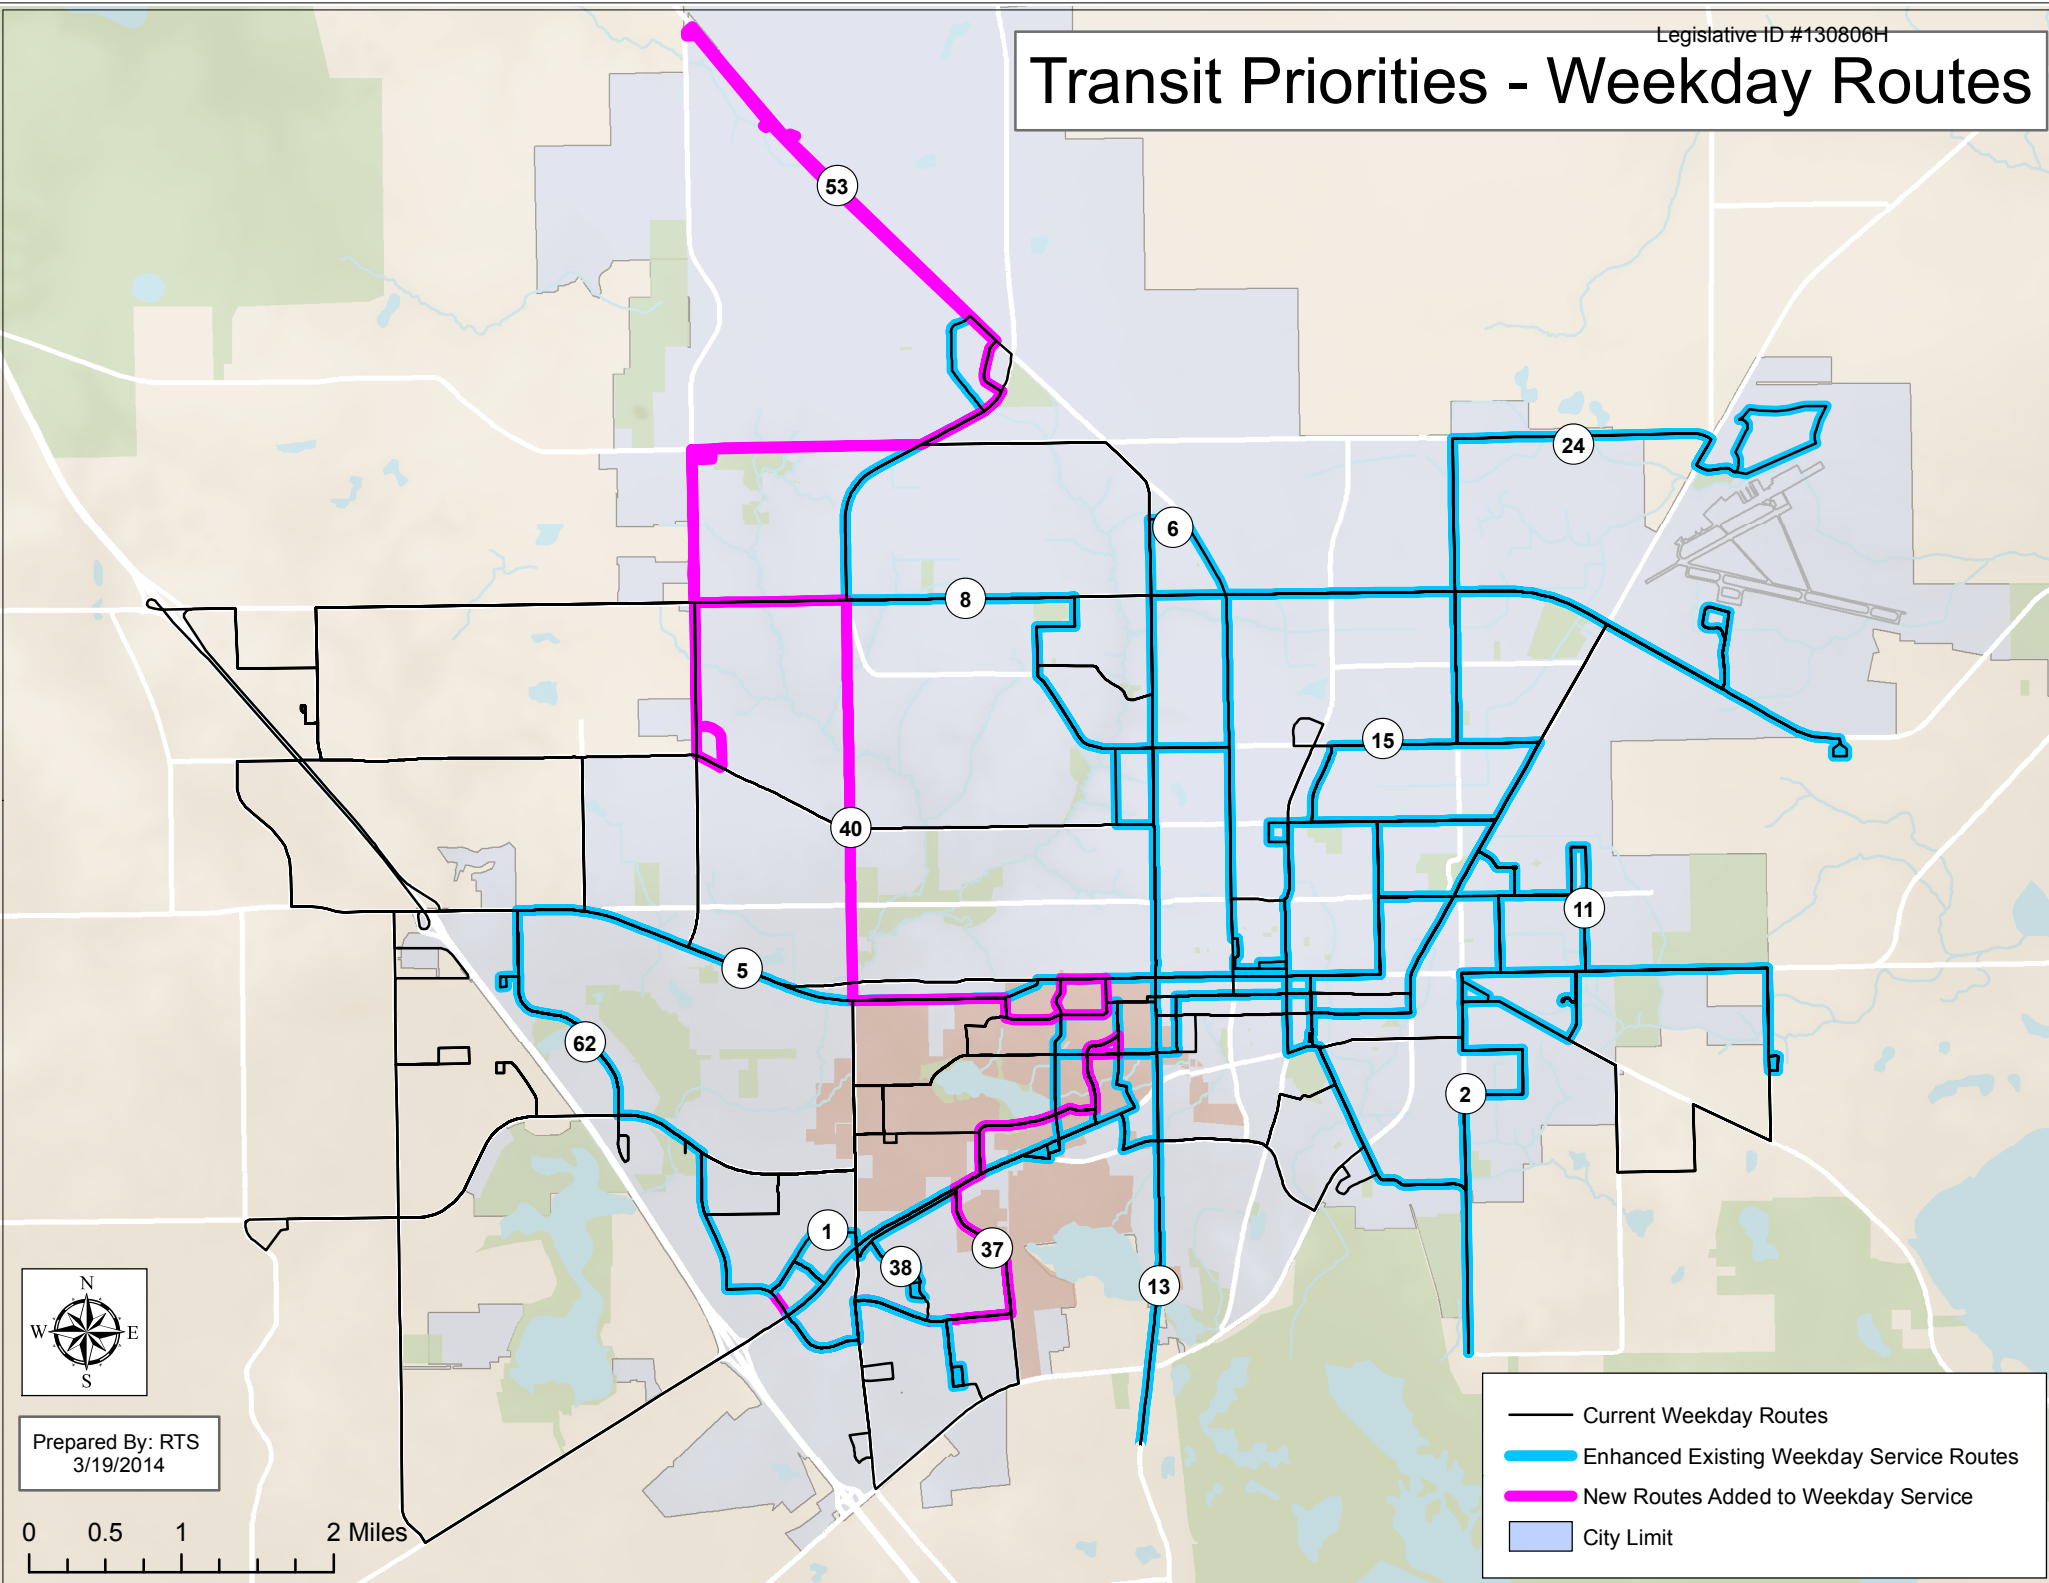 Legislative ID #130806H
Transit Priorities - Weekday Routes
53
24
6
8
15
40
11
5
62
2
1
37
38
13
N
W E
S
Prepared By: RTS
3/19/2014
0 0.5 1 2 Miles
Current Weekday Routes
Enhanced Existing Weekday Service Routes
New Routes Added to Weekday Service
City Limit